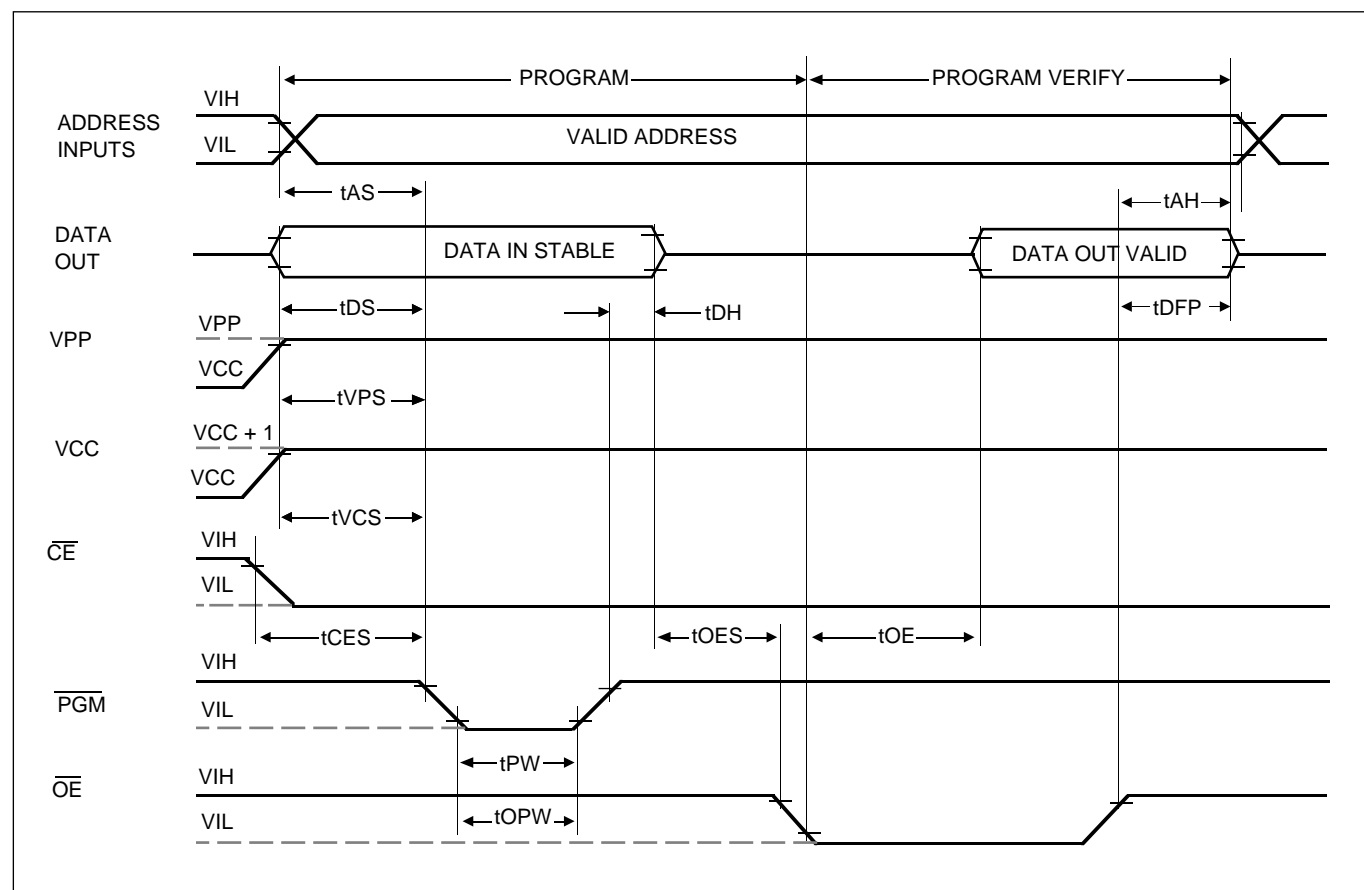 PROGRAM
PROGRAM VERIFY
VIH
ADDRESS
INPUTS
VIL
VALID ADDRESS
tAS
tAH
DATA
OUT
DATA IN STABLE
DATA OUT VALID
tDS
tDH
tDFP
VPP
VPP
VCC
tVPS
VCC
VCC + 1
VCC
tVCS
CE
VIH
VIL
tCES
tOES
tOE
PGM
VIH
VIL
tPW
OE
VIH
tOPW
VIL